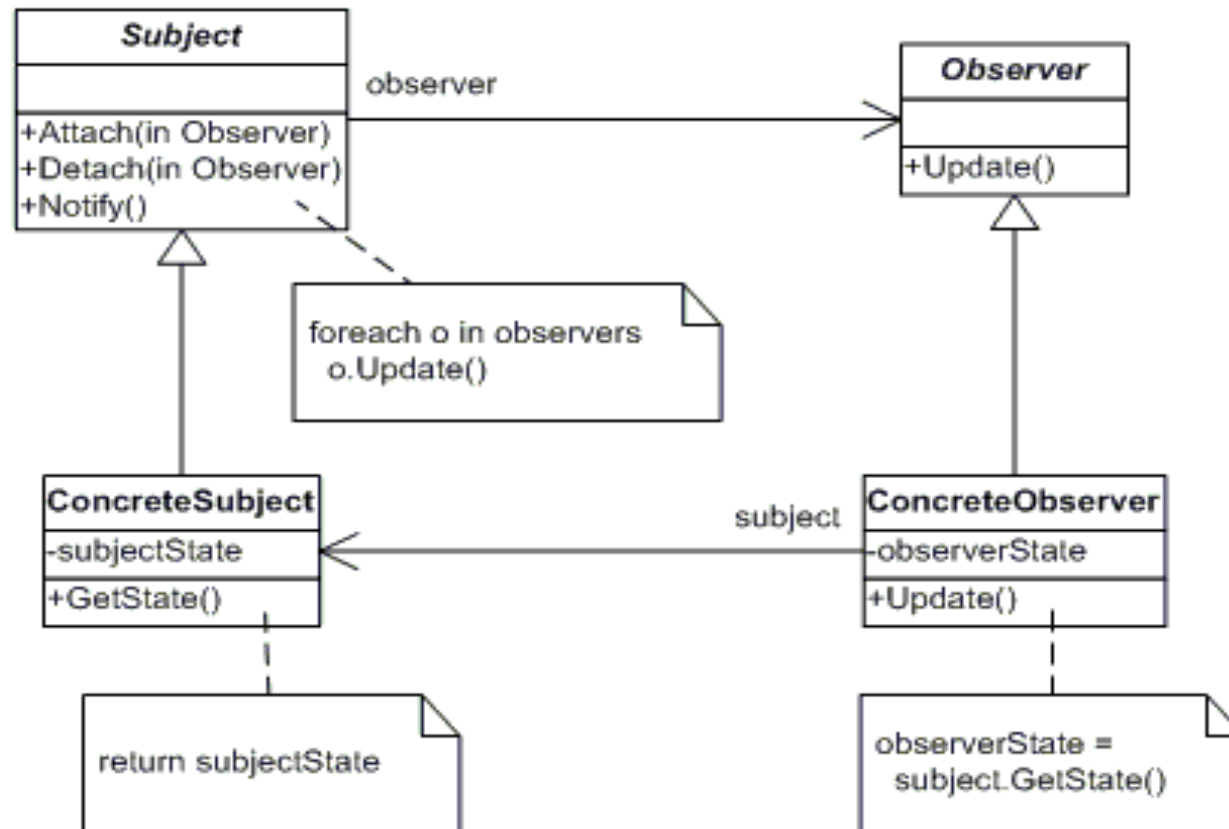 Subject
+Attach(in Observer)
+Detach(in Observer)
+Notify()
observer
Observer
+Update()
foreach o in observers
o.Update()
ConcreteSubject
-subjectState
+GetState()
subject
ConcreteObserver
-observerState
+Update()
return subjectState
observerState =
subject.GetState()